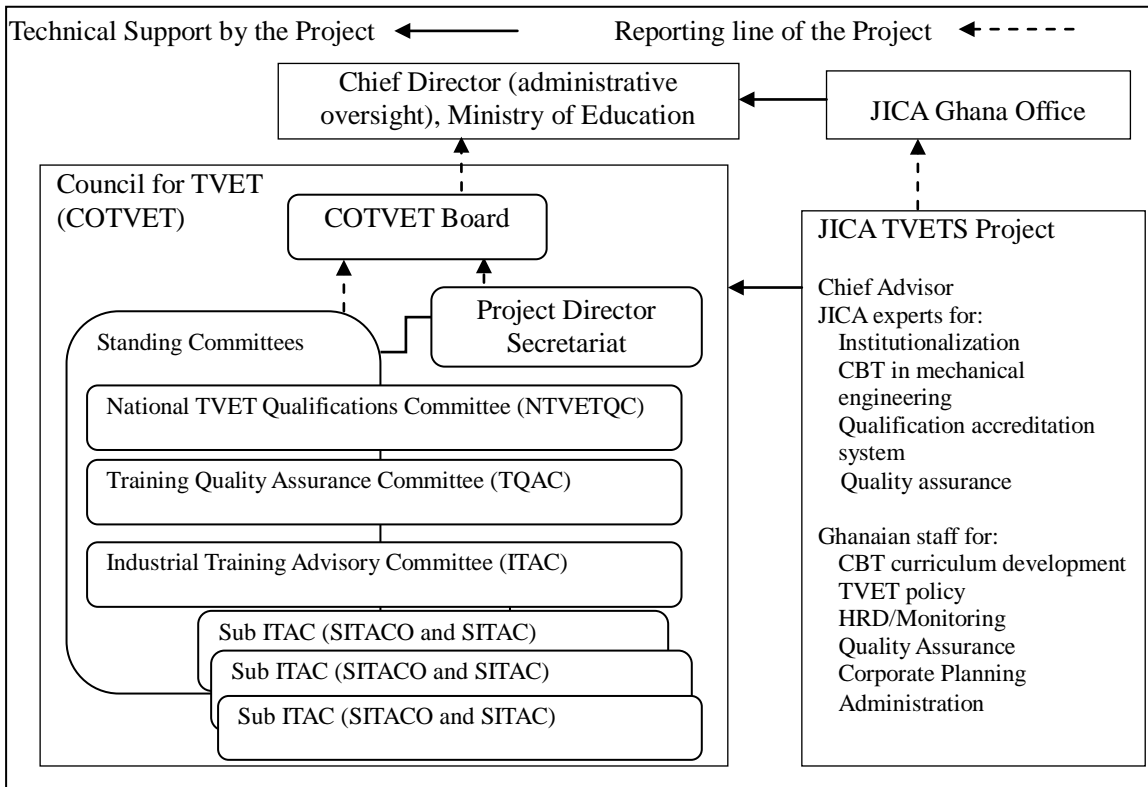 Technical Support by the Project
Reporting line of the Project
Chief Director (administrative
oversight), Ministry of Education
JICA Ghana Office
Council for TVET
(COTVET)
COTVET Board
Project Director
Secretariat
Standing Committees
National TVET Qualifications Committee (NTVETQC)
Training Quality Assurance Committee (TQAC)
Industrial Training Advisory Committee (ITAC)
Sub ITAC (SITACO and SITAC)
Sub ITAC (SITACO and SITAC)
Sub ITAC (SITACO and SITAC)
JICA TVETS Project
Chief Advisor
JICA experts for:
Institutionalization
CBT in mechanical
engineering
Qualification accreditation
system
Quality assurance
Ghanaian staff for:
CBT curriculum development
TVET policy
HRD/Monitoring
Quality Assurance
Corporate Planning
Administration